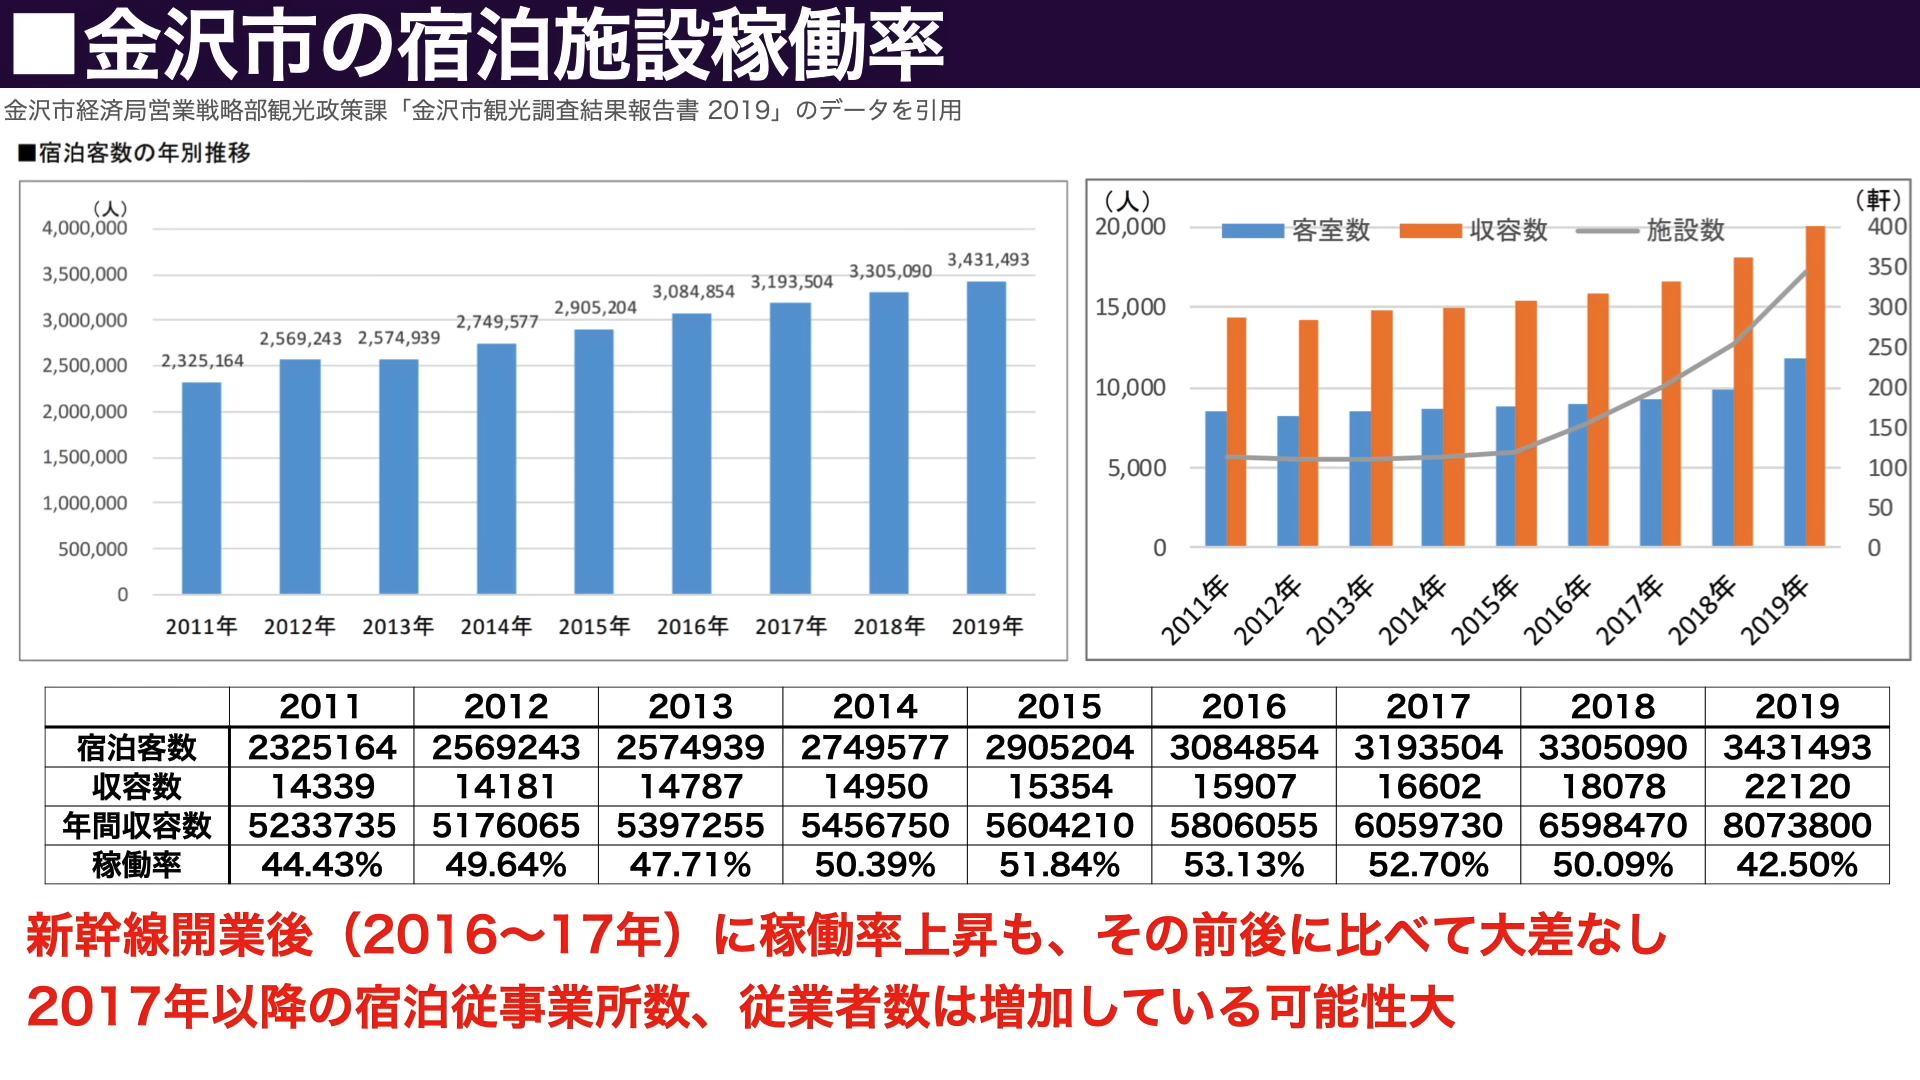 ■金沢市の宿泊施設稼働率
金沢市経済局営業戦略部観光政策課「金沢市観光調査結果報告書 2019」のデータを引用
■宿泊客数の年別推移
（人）
4,000,000
3,500,000
3,000,000
2,500,000
2,000,000
1,500,000
1,000,000
500,000
0
2,325,164 2,569,243 2,574,939 2,749,577 2,905,204 3,084,854 3,193,504 3,305,090 3,431,493
2011年 2012年 2013年 2014年 2015年 2016年 2017年 2018年 2019年
（人） （軒）
客室数 収容数 施設数
20,000
15,000
10,000
5,000
0
400
350
300
250
200
150
100
50
0
2011年 2012年 2013年 2014年 2015年 2016年 2017年 2018年 2019年
2011 2012 2013 2014 2015 2016 2017 2018 2019
宿泊客数 2325164 2569243 2574939 2749577 2905204 3084854 3193504 3305090 3431493
収容数 14339 14181 14787 14950 15354 15907 16602 18078 22120
年間収容数 5233735 5176065 5397255 5456750 5604210 5806055 6059730 6598470 8073800
稼働率 44.43% 49.64% 47.71% 50.39% 51.84% 53.13% 52.70% 50.09% 42.50%
新幹線開業後（2016〜17年）に稼働率上昇も、その前後に比べて大差なし
2017年以降の宿泊従事業所数、従業者数は増加している可能性大